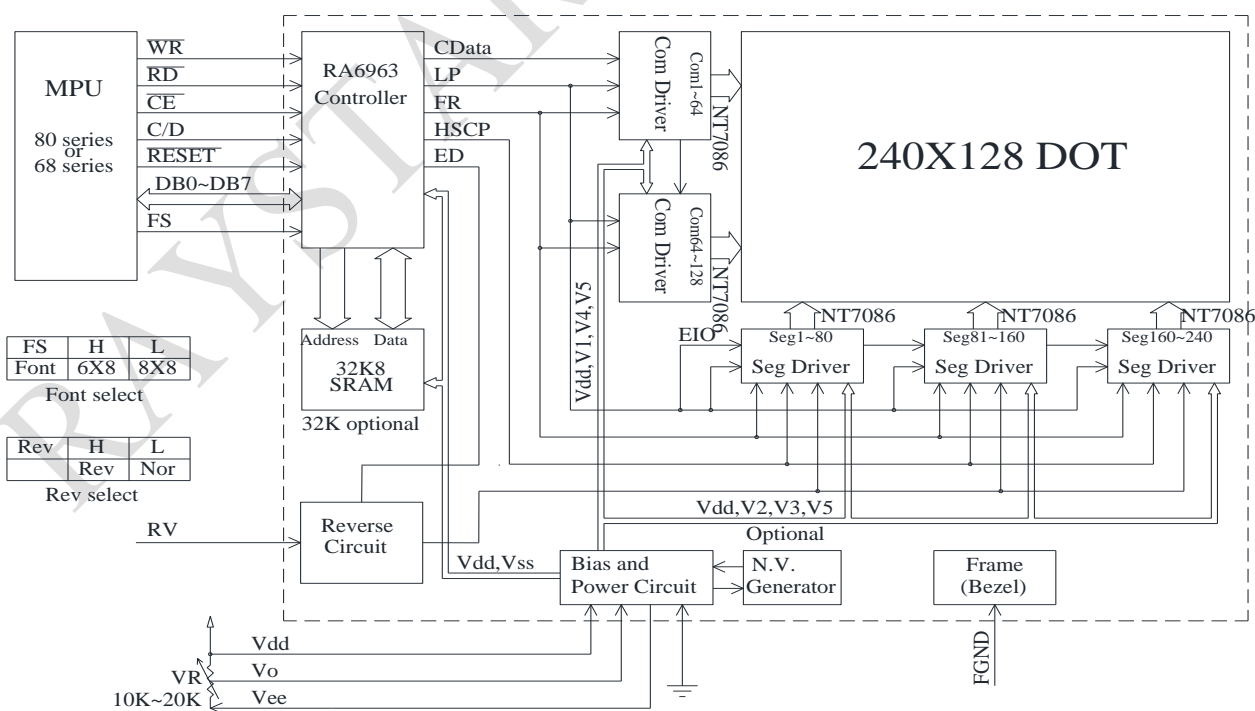 MPU
80 series
or
68 series
WR
RD
CE
C/D
RESET
DB0~DB7
FS
RA6963
Controller
CData
LP
FR
HSCP
ED
Com Driver
Com1~64
NT7086
Com Driver
Com64~128
NT7086
240X128 DOT
Address Data
32K8
SRAM
32K optional
FS H L
Font 6X8 8X8
Font select
Rev H L
Rev Nor
Rev select
Vdd,V1,V4,V5
EIO
NT7086
Seg1~80
Seg Driver
NT7086
Seg81~160
Seg Driver
NT7086
Seg160~240
Seg Driver
RV
Reverse
Circuit
Vdd,V2,V3,V5
Optional
Vdd,Vss
Bias and
Power Circuit
N.V.
Generator
Frame
(Bezel)
FGND
Vdd
VR
Vo
10K~20K
Vee
RAYSTAR